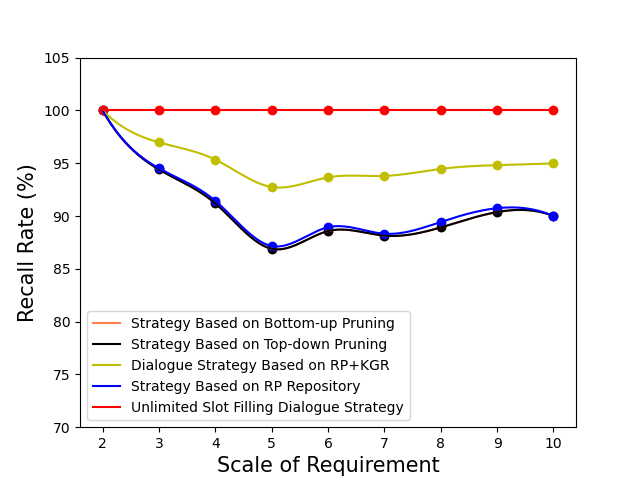 105
100
95
90
85
80
75
70
Recall Rate (%)
Strategy Based on Bottom-up Pruning
Strategy Based on Top-down Pruning
Dialogue Strategy Based on RP+KGR
Strategy Based on RP Repository
Unlimited Slot Filling Dialogue Strategy
2 3 4 5 6 7 8 9 10
Scale of Requirement